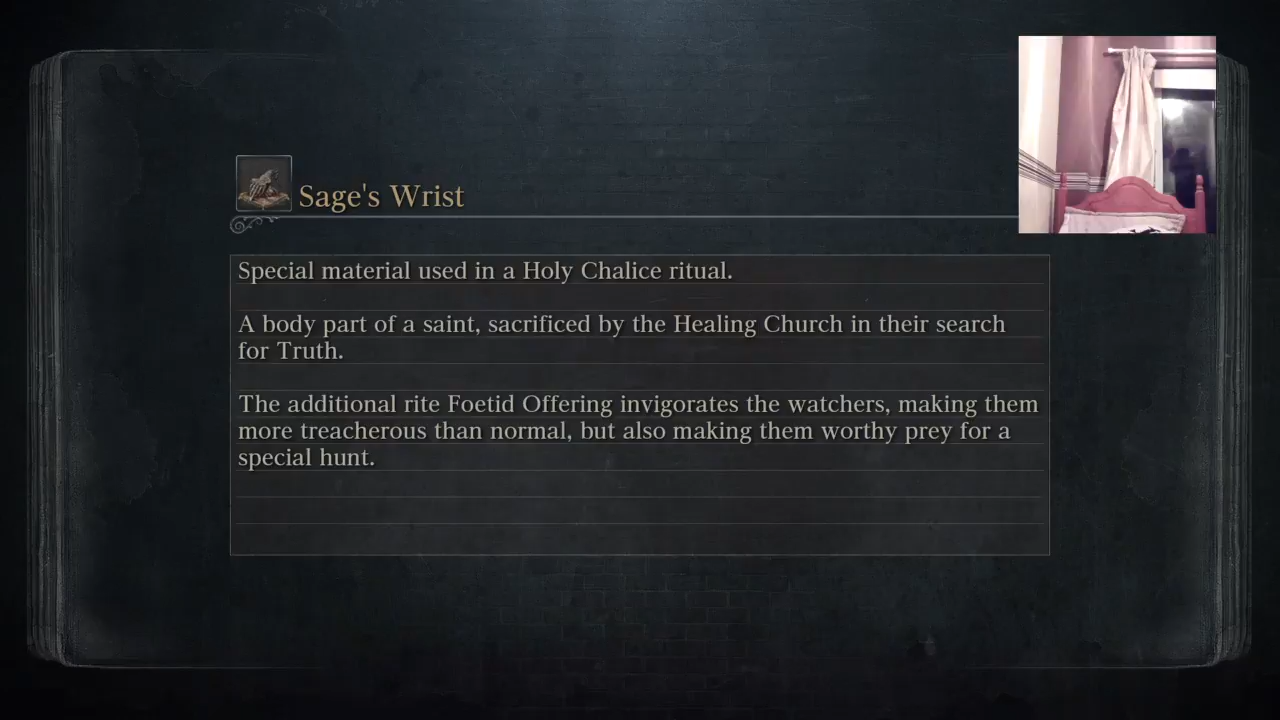 Sage's Wrist
Special material used in a Holy Chalice ritual.
A body part of a saint, sacrificed by the Healing Church in their search
for Truth.
The additional rite Foetid Offering invigorates the watchers, making them
more treacherous than normal, but also making them worthy prey for a
special hunt.